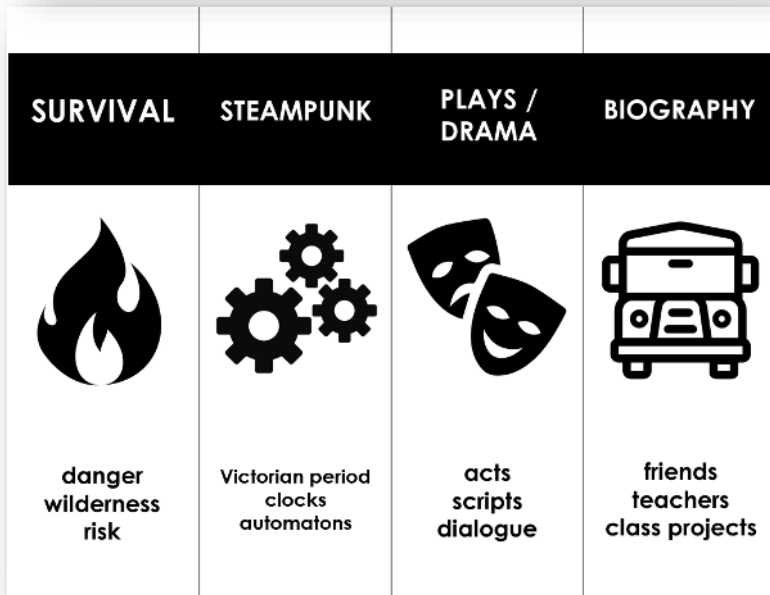 SURVIVAL
danger
wilderness
risk
STEAMPUNK
Victorian period
clocks
automatons
PLAYS /
DRAMA
acts
scripts
dialogue
BIOGRAPHY
friends
teachers
class projects